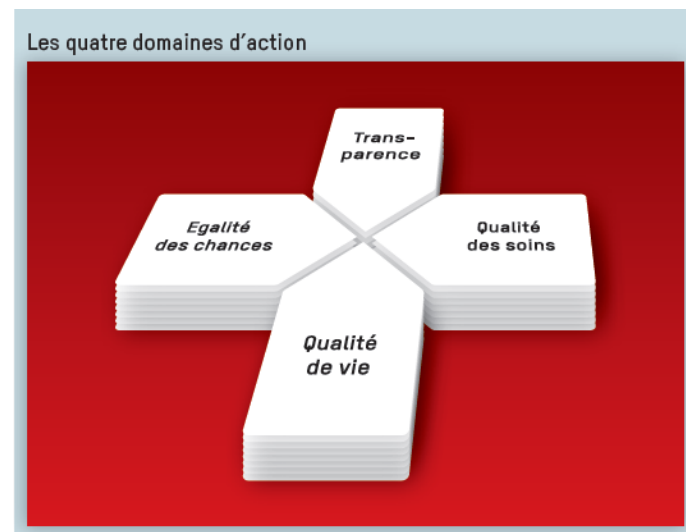 Les quatre domaines d'action
Trans-
parence
Egalité
des chances
Qualité
des soins
Qualité
de vie